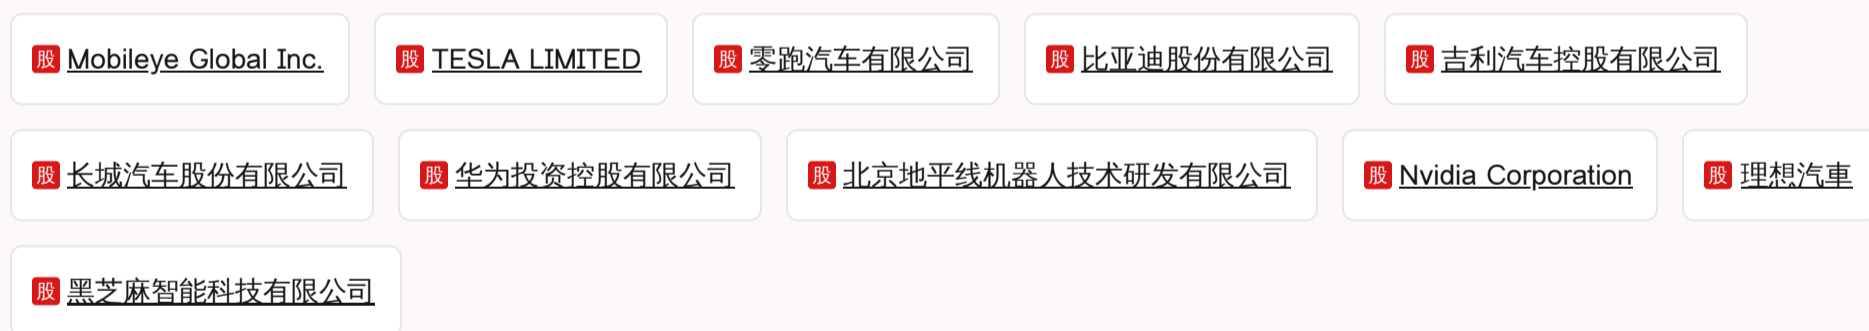 股 Mobileye Global Inc. 股 TESLA LIMITED 股 零跑汽车有限公司 股 比亚迪股份有限公司 股 吉利汽车控股有限公司
股 长城汽车股份有限公司 股 华为投资控股有限公司 股 北京地平线机器人技术研发有限公司 股 Nvidia Corporation 股 理想汽車
股 黑芝麻智能科技有限公司